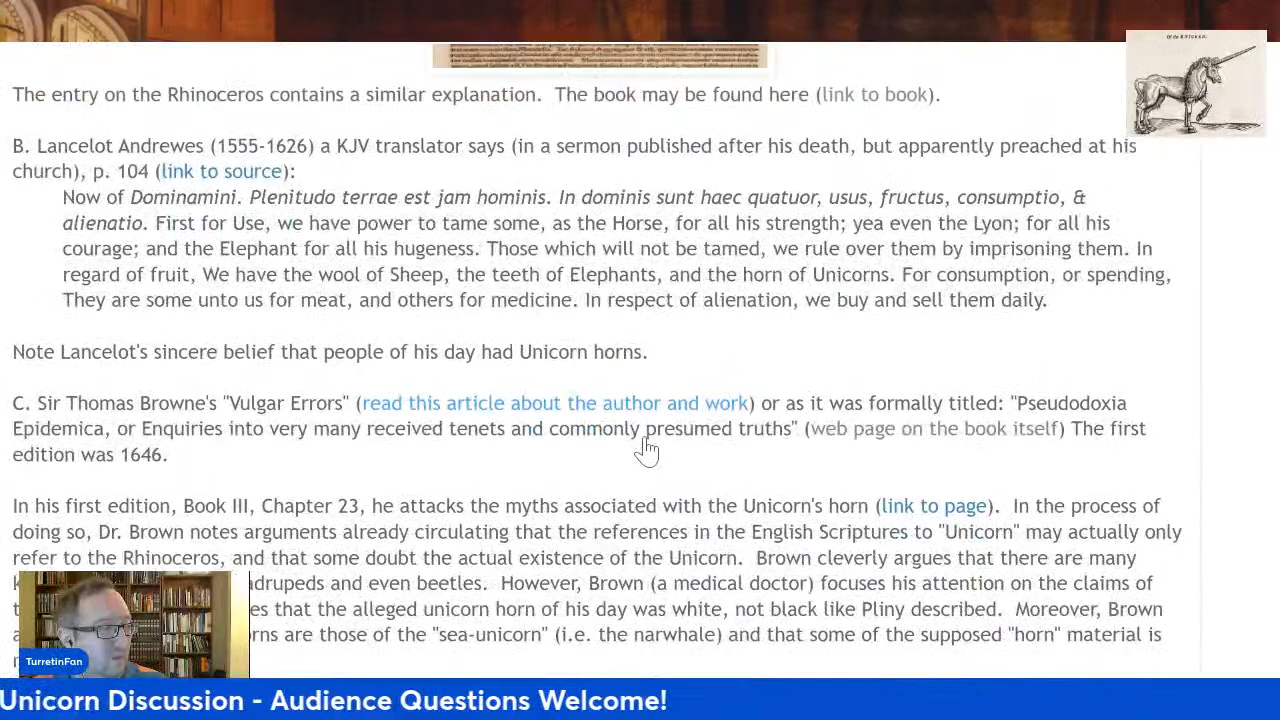 The entry on the Rhinoceros contains a similar explanation.  The book may be found here (link to book).
B. Lancelot Andrewes (1555-1626) a KJV translator says (in a sermon published after his death, but apparently preached at his
church), p. 104 (link to source):
Now of Dominamini. Plenitudo terrae est jam hominis. In dominis sunt haec quatuor, usus, fructus, consumptio, &
alienatio. First for Use, we have power to tame some, as the Horse, for all his strength; yea even the Lyon; for all his
courage; and the Elephant for all his hugeness. Those which will not be tamed, we rule over them by imprisoning them. In
regard of fruit, We have the wool of Sheep, the teeth of Elephants, and the horn of Unicorns. For consumption, or spending,
They are some unto us for meat, and others for medicine. In respect of alienation, we buy and sell them daily.
Note Lancelot's sincere belief that people of his day had Unicorn horns.
C. Sir Thomas Browne's "Vulgar Errors" (read this article about the author and work) or as it was formally titled: "Pseudodoxia
Epidemica, or Enquiries into very many received tenets and commonly presumed truths" (web page on the book itself) The first
edition was 1646.
In his first edition, Book III, Chapter 23, he attacks the myths associated with the Unicorn's horn (link to page).  In the process of
doing so, Dr. Brown notes arguments already circulating that the references in the English Scriptures to "Unicorn" may actually only
refer to the Rhinoceros, and that some doubt the actual existence of the Unicorn.  Brown cleverly argues that there are many
adrupeds and even beetles.  However, Brown (a medical doctor) focuses his attention on the claims of
es that the alleged unicorn horn of his day was white, not black like Pliny described.  Moreover, Brown
rns are those of the "sea-unicorn" (i.e. the narwhale) and that some of the supposed "horn" material is
TurretinFan
Unicorn Discussion - Audience Questions Welcome!